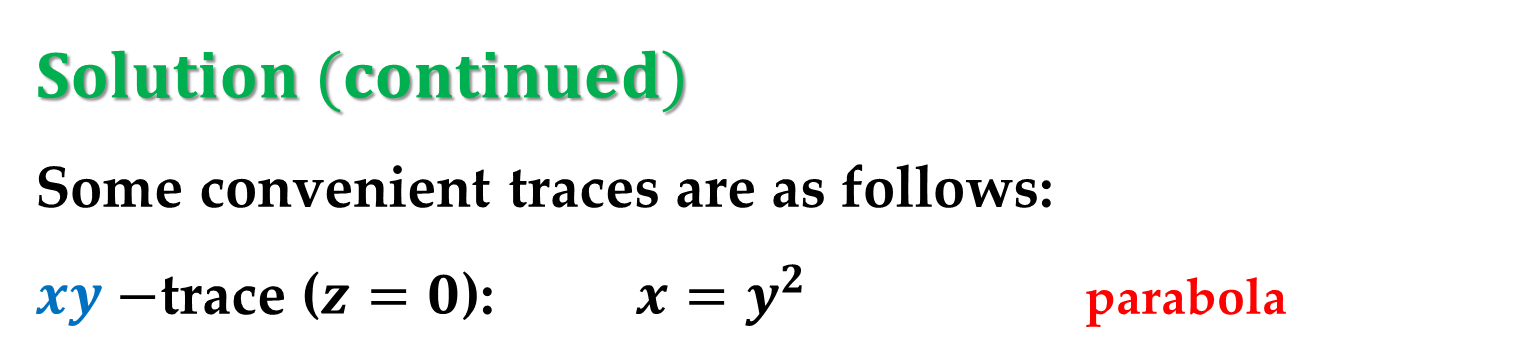 Solution (continued)
Some convenient traces are as follows:
xy −trace (z = 0): x = y² parabola